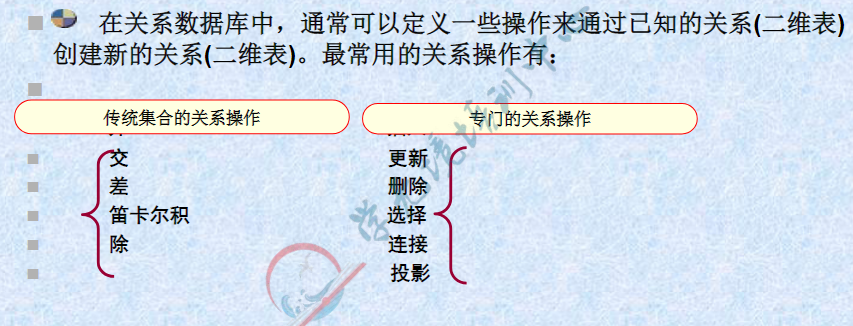 在关系数据库中，通常可以定义一些操作来通过已知的关系(二维表)
创建新的关系(二维表)。最常用的关系操作有：
传统集合的关系操作
专门的关系操作
交
更新
差
删除
笛卡尔积
选择
除
连接
投影